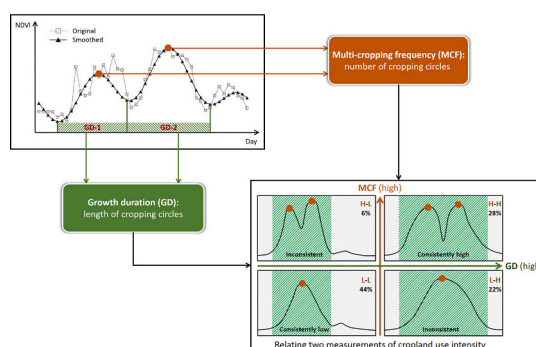 NDVI
Original
Smoothed
GD-1
GD-2
Day
Multi-cropping frequency (MCF):
number of cropping circles
Growth duration (GD):
length of cropping circles
MCF (high)
H-L
6%
Inconsistent
H-H
28%
Consistently high
GD (high)
L-L
44%
Consistently low
L-H
22%
Inconsistent
Relating two measurements of cropland use intensity